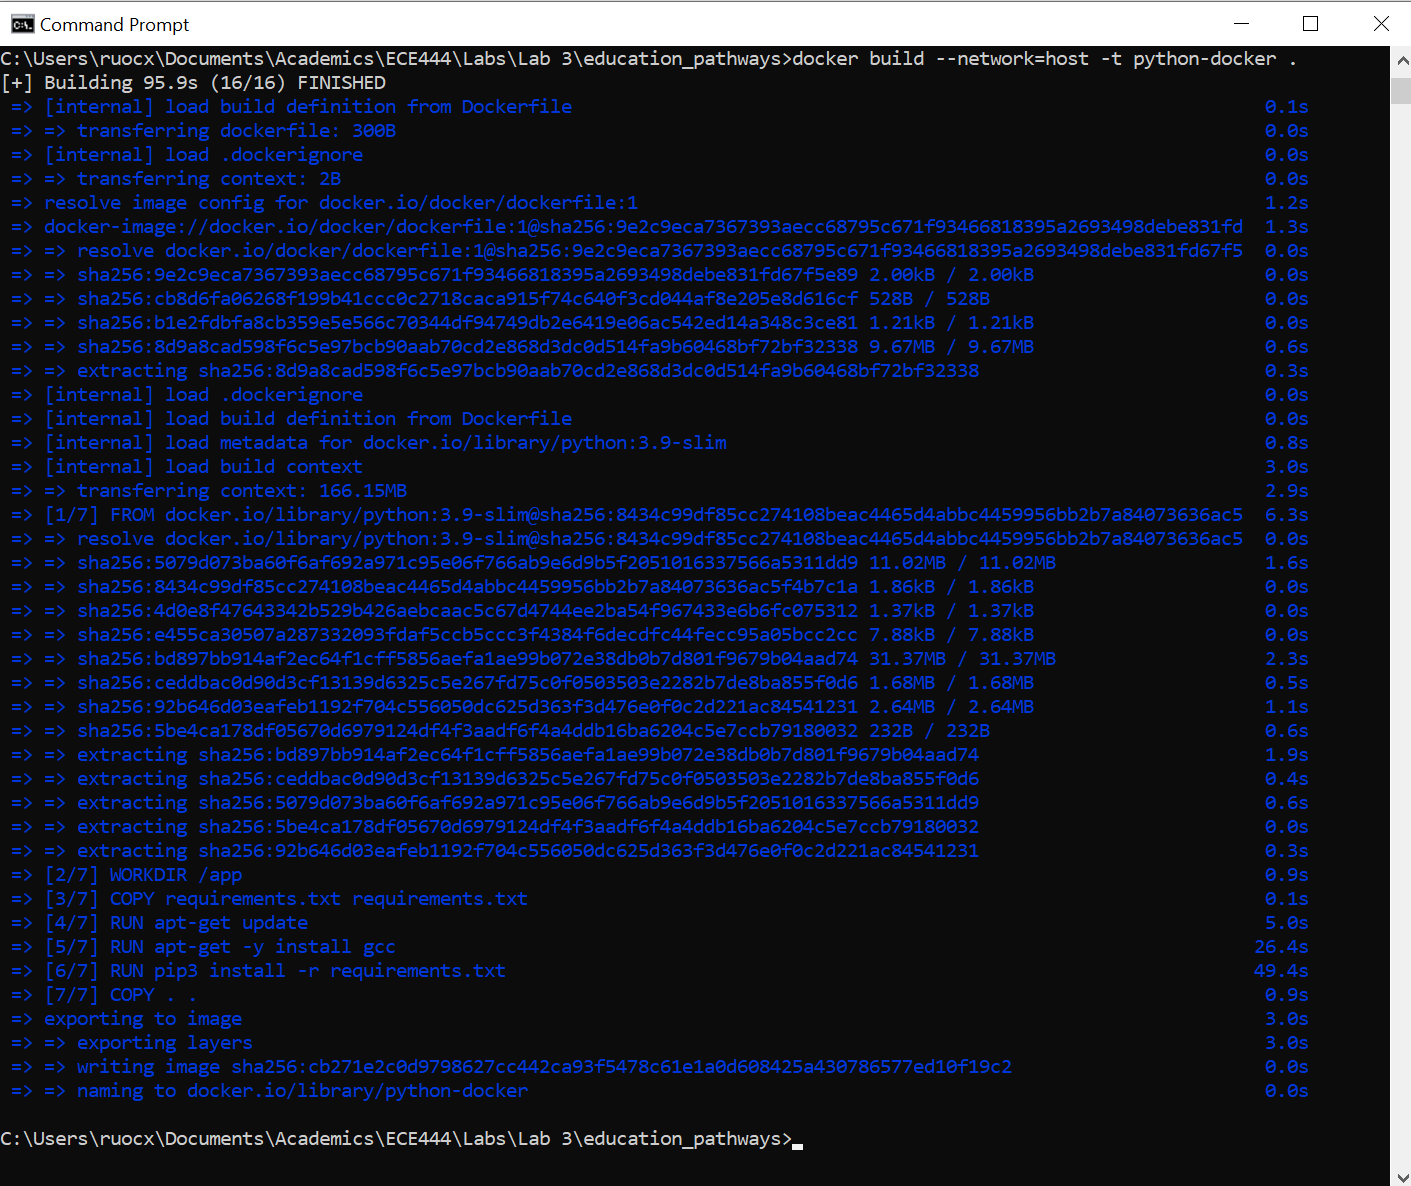 Command Prompt
C:\Users\ruocx\Documents\Academics\ECE444\Labs\Lab 3\education_pathways>docker build --network=host -t python-docker .
[+] Building 95.9s (16/16) FINISHED
=> [internal] load build definition from Dockerfile 0.1s
=> => transferring dockerfile: 300B 0.0s
=> [internal] load .dockerignore 0.0s
=> => transferring context: 2B 0.0s
=> resolve image config for docker.io/docker/dockerfile:1 1.2s
=> docker-image://docker.io/docker/dockerfile:1@sha256:9e2c9eca7367393aecc68795c671f93466818395a2693498debe831fd 1.3s
=> => resolve docker.io/docker/dockerfile:1@sha256:9e2c9eca7367393aecc68795c671f93466818395a2693498debe831fd67f5 0.0s
=> => sha256:9e2c9eca7367393aecc68795c671f93466818395a2693498debe831fd67f5e89 2.00kB / 2.00kB 0.0s
=> => sha256:cb8d6fa06268f199b41ccc0c2718caca915f74c640f3cd044af8e205e8d616cf 528B / 528B 0.0s
=> => sha256:b1e2fdbfa8cb359e5e566c70344df94749db2e6419e06ac542ed14a348c3ce81 1.21kB / 1.21kB 0.0s
=> => sha256:8d9a8cad598f6c5e97bcb90aab70cd2e868d3dc0d514fa9b60468bf72bf32338 9.67MB / 9.67MB 0.6s
=> => extracting sha256:8d9a8cad598f6c5e97bcb90aab70cd2e868d3dc0d514fa9b60468bf72bf32338 0.3s
=> [internal] load .dockerignore 0.0s
=> [internal] load build definition from Dockerfile 0.0s
=> [internal] load metadata for docker.io/library/python:3.9-slim 0.8s
=> [internal] load build context 3.0s
=> => transferring context: 166.15MB 2.9s
=> [1/7] FROM docker.io/library/python:3.9-slim@sha256:8434c99df85cc274108beac4465d4abbc4459956bb2b7a84073636ac5 6.3s
=> => resolve docker.io/library/python:3.9-slim@sha256:8434c99df85cc274108beac4465d4abbc4459956bb2b7a84073636ac5 0.0s
=> => sha256:5079d073ba60f6af692a971c95e06f766ab9e6d9b5f2051016337566a5311dd9 11.02MB / 11.02MB 1.6s
=> => sha256:8434c99df85cc274108beac4465d4abbc4459956bb2b7a84073636ac5f4b7c1a 1.86kB / 1.86kB 0.0s
=> => sha256:4d0e8f47643342b529b426aebcaac5c67d4744ee2ba54f967433e6b6fc075312 1.37kB / 1.37kB 0.0s
=> => sha256:e455ca30507a287332093fdaf5ccb5ccc3f4384f6decdfc44fecc95a05bcc2cc 7.88kB / 7.88kB 0.0s
=> => sha256:bd897bb914af2ec64f1cff5856aefa1ae99b072e38db0b7d801f9679b04aad74 31.37MB / 31.37MB 2.3s
=> => sha256:ceddbac0d90d3cf13139d6325c5e267fd75c0f0503503e2282b7de8ba855f0d6 1.68MB / 1.68MB 0.5s
=> => sha256:92b646d03eafeb1192f704c556050dc625d363f3d476e0f0c2d221ac84541231 2.64MB / 2.64MB 1.1s
=> => sha256:5be4ca178df05670d6979124df4f3aadf6f4a4ddb16ba6204c5e7ccb79180032 232B / 232B 0.6s
=> => extracting sha256:bd897bb914af2ec64f1cff5856aefa1ae99b072e38db0b7d801f9679b04aad74 1.9s
=> => extracting sha256:ceddbac0d90d3cf13139d6325c5e267fd75c0f0503503e2282b7de8ba855f0d6 0.4s
=> => extracting sha256:5079d073ba60f6af692a971c95e06f766ab9e6d9b5f2051016337566a5311dd9 0.6s
=> => extracting sha256:5be4ca178df05670d6979124df4f3aadf6f4a4ddb16ba6204c5e7ccb79180032 0.0s
=> => extracting sha256:92b646d03eafeb1192f704c556050dc625d363f3d476e0f0c2d221ac84541231 0.3s
=> [2/7] WORKDIR /app 0.9s
=> [3/7] COPY requirements.txt requirements.txt 0.1s
=> [4/7] RUN apt-get update 5.0s
=> [5/7] RUN apt-get -y install gcc 26.4s
=> [6/7] RUN pip3 install -r requirements.txt 49.4s
=> [7/7] COPY . . 0.9s
=> exporting to image 3.0s
=> => exporting layers 3.0s
=> => writing image sha256:cb271e2c0d9798627cc442ca93f5478c61e1a0d608425a430786577ed10f19c2 0.0s
=> => naming to docker.io/library/python-docker 0.0s
C:\Users\ruocx\Documents\Academics\ECE444\Labs\Lab 3\education_pathways>